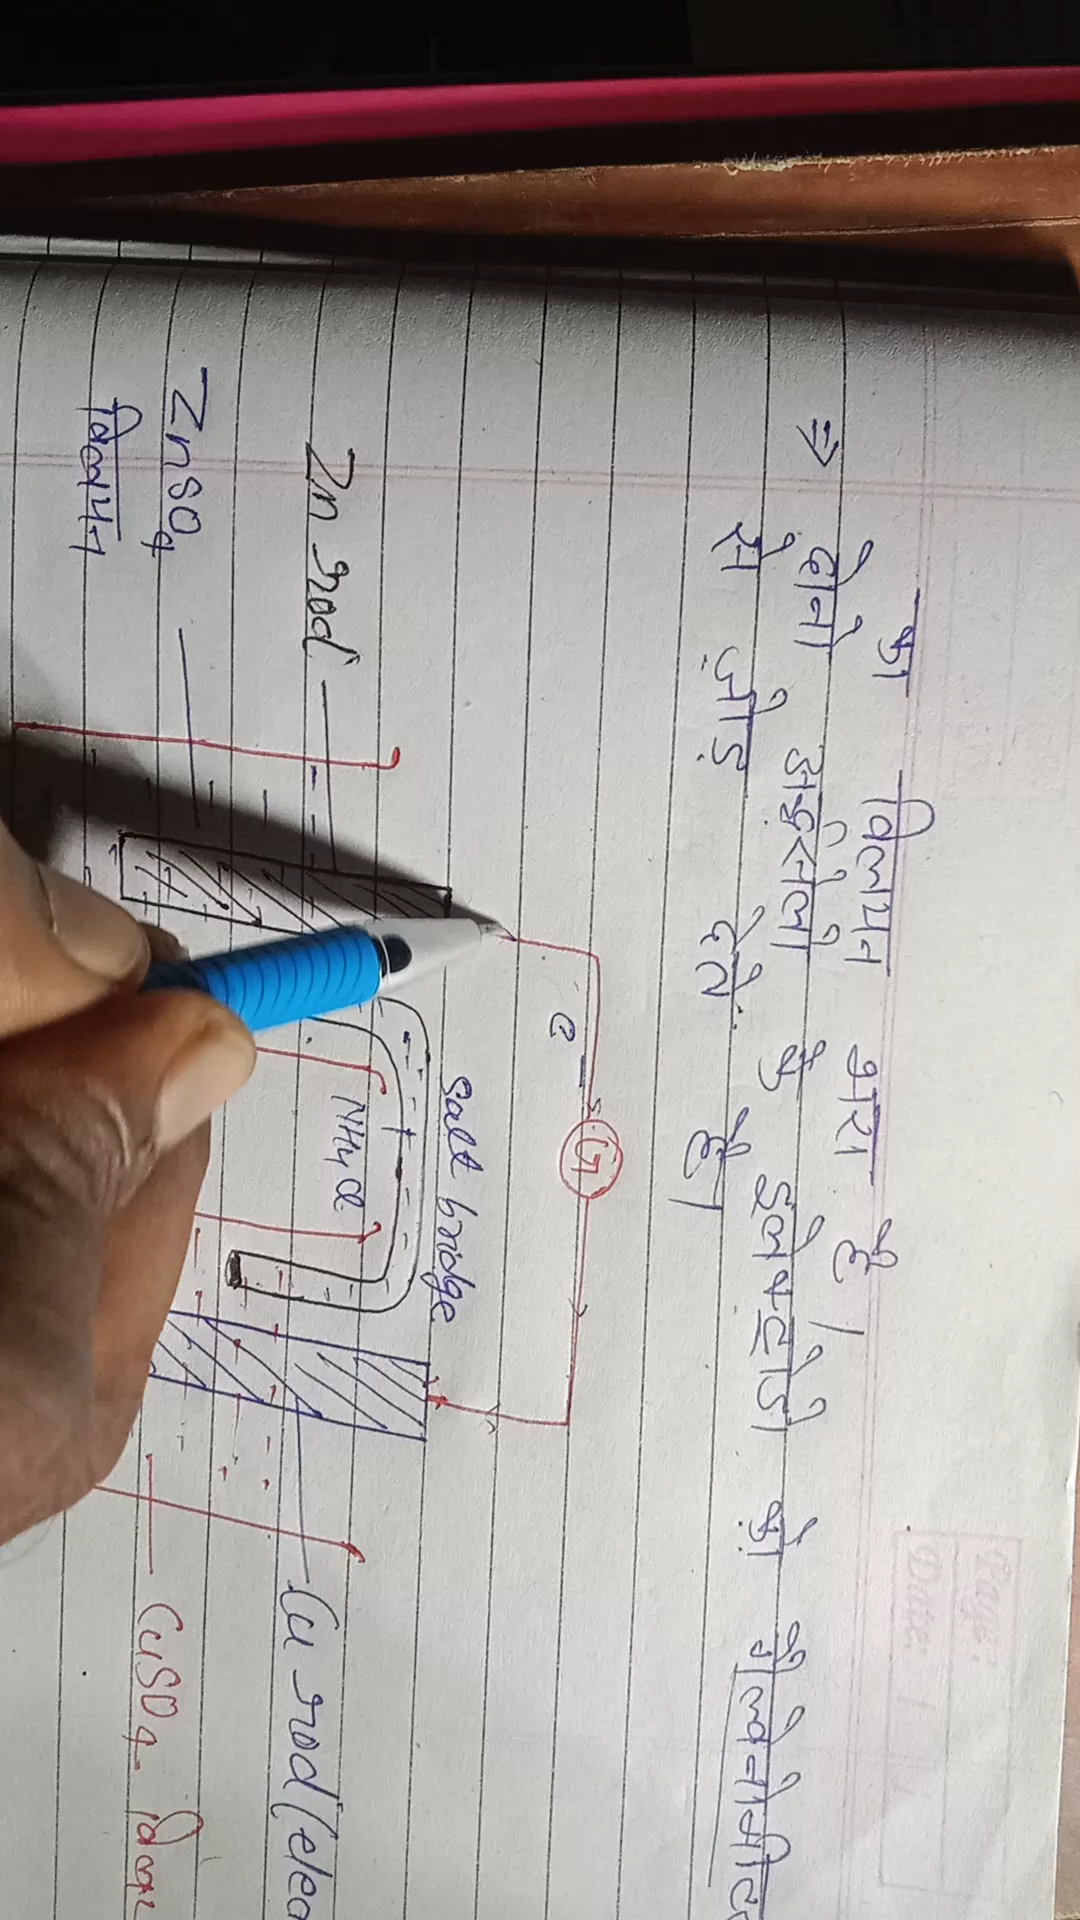 का विलयन भरा है।
⇒ दोनो अर्द्धसेलो के इलेक्ट्रोडो को गैल्वेनोमीटर
से जोड़ देते है।
e⁻
G
Salt bridge
Zn rod
NH4Cl
Cu rod (elec
ZnSO4
विलयन
CuSO4 विलय
Page:
Date: / /